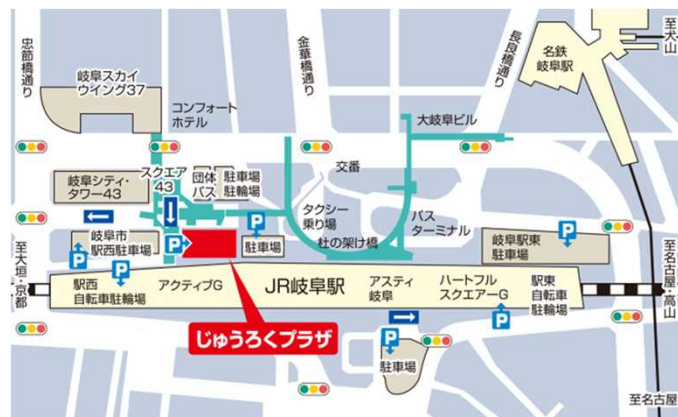 忠節橋通り
金華橋通り
長良橋通り
至犬山
名鉄
岐阜駅
岐阜スカイ
ウイング37
コンフォート
ホテル
大岐阜ビル
交番
スクエア
43
団体
バス
駐車場
駐輪場
岐阜シティ・
タワー43
タクシー
乗り場
バス
ターミナル
杜の架け橋
P
岐阜市
駅西駐車場
P
P
駐車場
P
岐阜駅東
駐車場
至大垣・京都
至名古屋・高山
P
駅西
自転車駐輪場
アクティブG
JR岐阜駅
アスティ
岐阜
ハートフル
スクエアーG
駅東
自転車
駐輪場
P
じゅうろくプラザ
P
駐車場
至名古屋